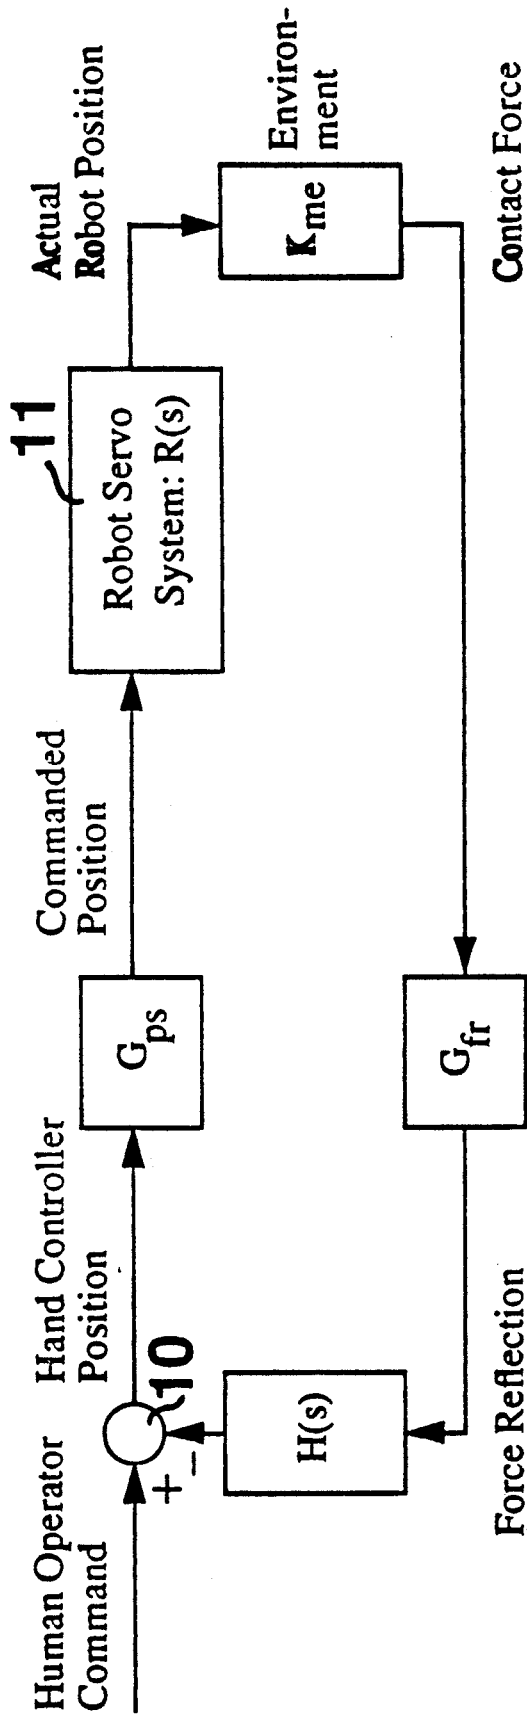 Human Operator
Command
+
−
10
Hand Controller
Position
G_ps
Commanded
Position
11
Robot Servo
System: R(s)
Actual
Robot Position
K_me
Environ-
ment
Contact Force
G_fr
Force Reflection
H(s)